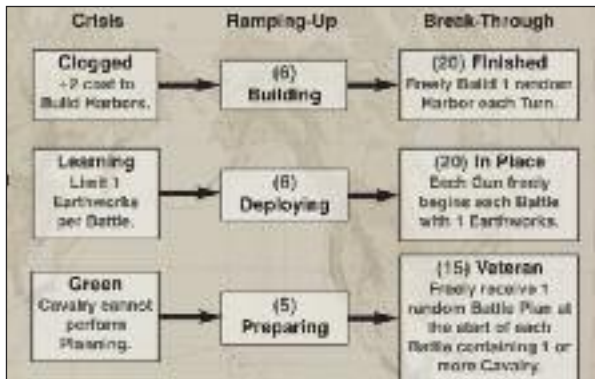 Crisis
Ramping-Up
Break-Through
Clogged
+2 cost to
Build Harbors.
(6)
Building
(20) Finished
Freely Build 1 random
Harbor each Turn.
Learning
Limit 1
Earthworks
per Battle.
(6)
Deploying
(20) In Place
Each Gun freely
begins each Battle
with 1 Earthworks.
Green
Cavalry cannot
perform
Planning.
(5)
Preparing
(15) Veteran
Freely receive 1
random Battle Plan at
the start of each
Battle containing 1 or
more Cavalry.